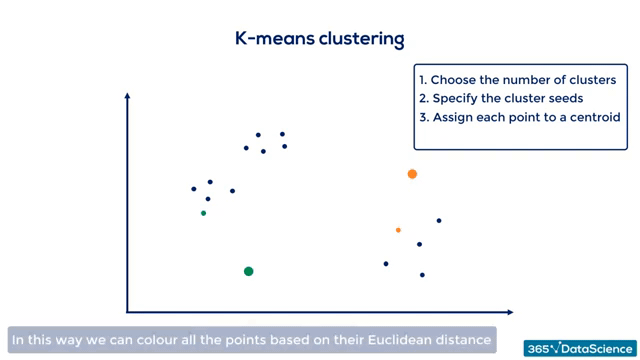 K-means clustering
1. Choose the number of clusters
2. Specify the cluster seeds
3. Assign each point to a centroid
In this way we can colour all the points based on their Euclidean distance
365 DataScience